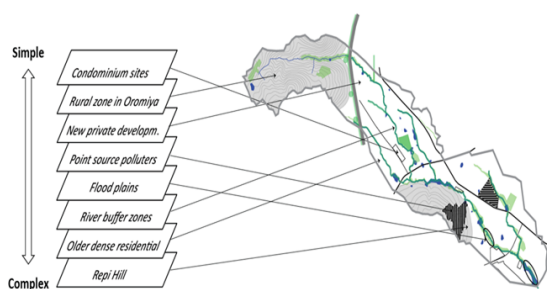 Simple
Condominium sites
Rural zone in Oromiya
New private developm.
Point source polluters
Flood plains
River buffer zones
Older dense residential
Repi Hill
Complex